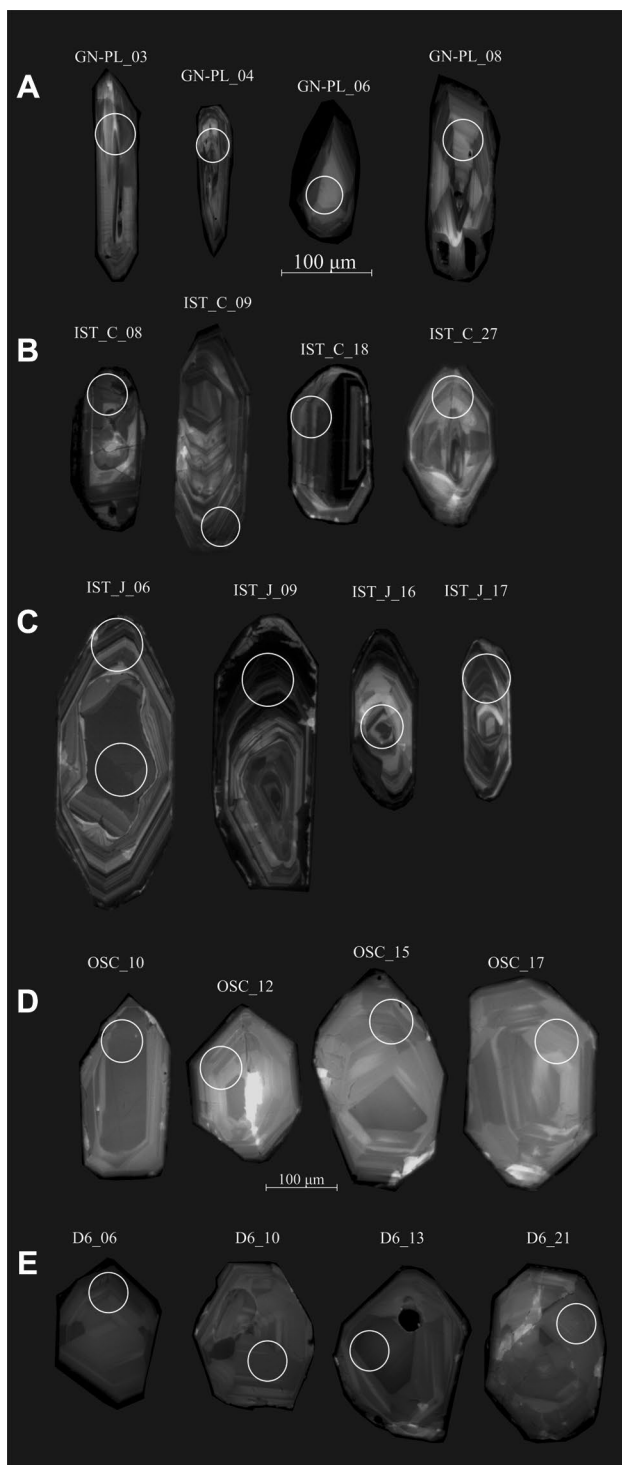 A
GN-PL_03
GN-PL_04
GN-PL_06
GN-PL_08
100 μm
B
IST_C_08
IST_C_09
IST_C_18
IST_C_27
C
IST_J_06
IST_J_09
IST_J_16
IST_J_17
D
OSC_10
OSC_12
OSC_15
OSC_17
100 μm
E
D6_06
D6_10
D6_13
D6_21